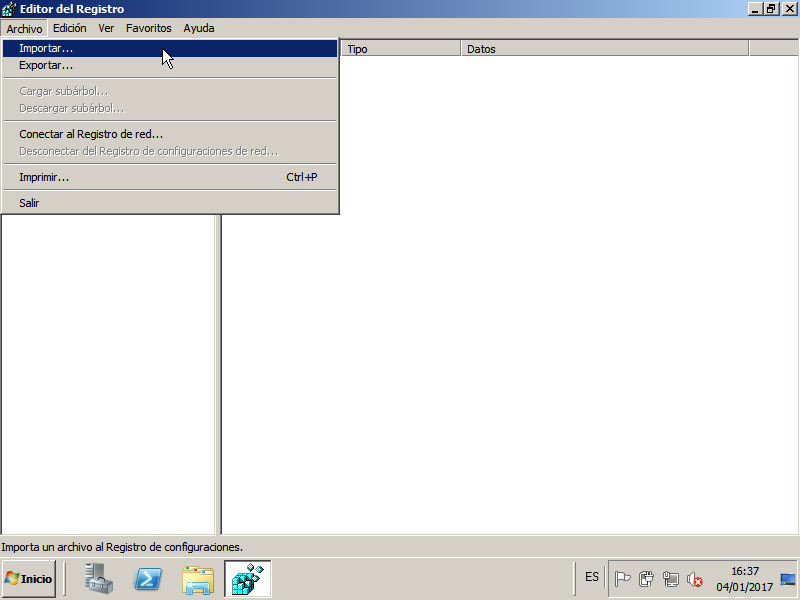 Editor del Registro
Archivo Edición Ver Favoritos Ayuda
Importar...
Exportar...
Cargar subárbol...
Descargar subárbol...
Conectar al Registro de red...
Desconectar del Registro de configuraciones de red...
Imprimir... Ctrl+P
Salir
Tipo Datos
Importa un archivo al Registro de configuraciones.
Inicio ES 16:37
04/01/2017